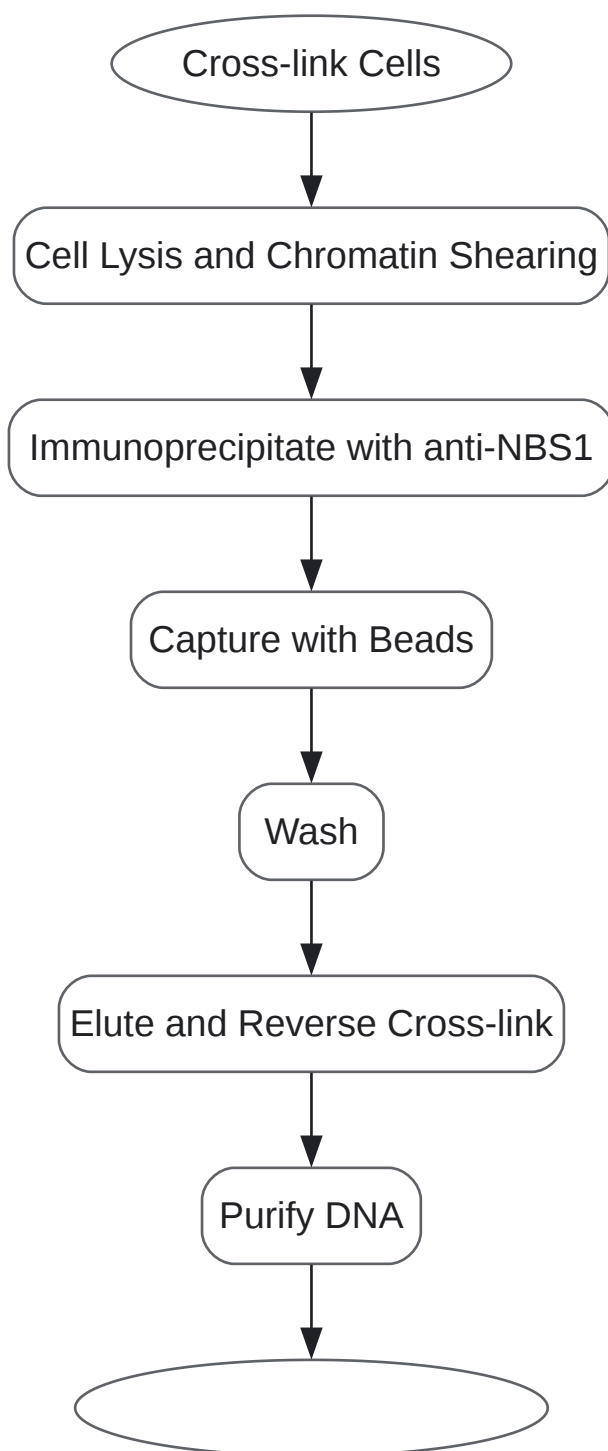 Cross-link Cells
Cell Lysis and Chromatin Shearing
Immunoprecipitate with anti-NBS1
Capture with Beads
Wash
Elute and Reverse Cross-link
Purify DNA